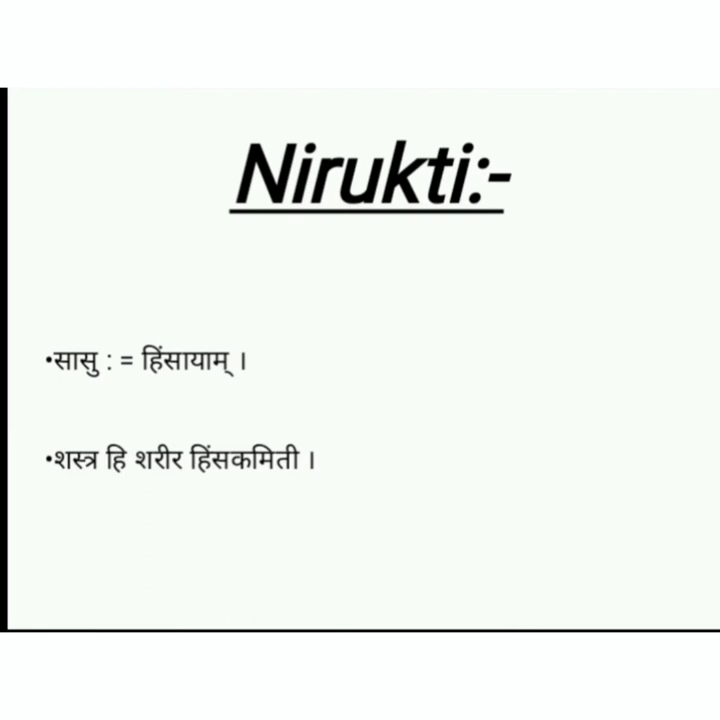 Nirukti:-
•सासु : = हिंसायाम् ।
•शस्त्र हि शरीर हिंसकमिती ।